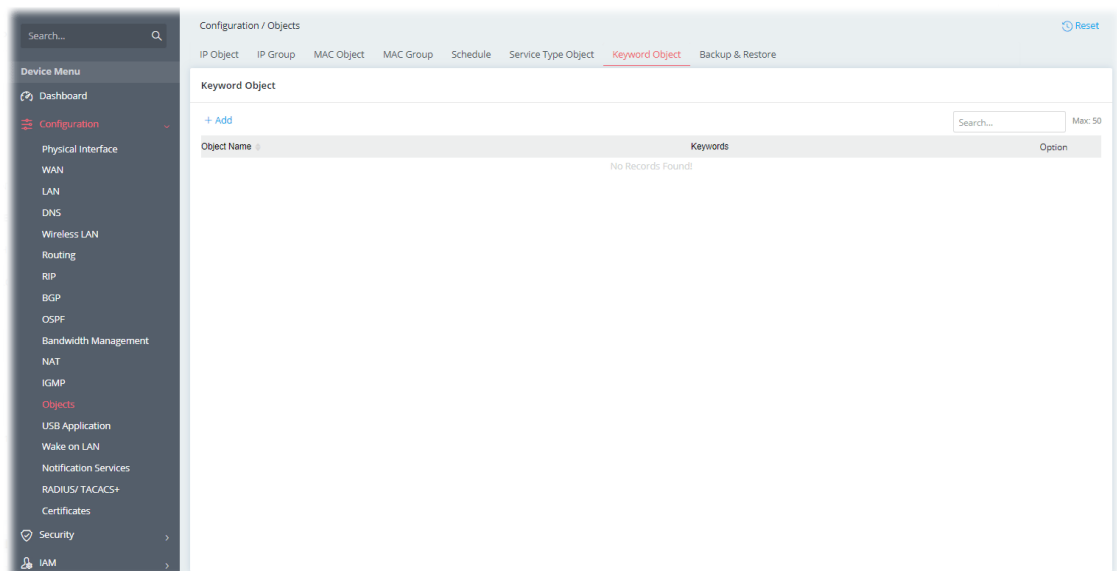 Search...
Device Menu
Dashboard
Configuration
Physical Interface
WAN
LAN
DNS
Wireless LAN
Routing
RIP
BGP
OSPF
Bandwidth Management
NAT
IGMP
Objects
USB Application
Wake on LAN
Notification Services
RADIUS/ TACACS+
Certificates
Security
IAM
Configuration / Objects
Reset
IP Object IP Group MAC Object MAC Group Schedule Service Type Object Keyword Object Backup & Restore
Keyword Object
+ Add
Search...
Max: 50
Object Name Keywords Option
No Records Found!